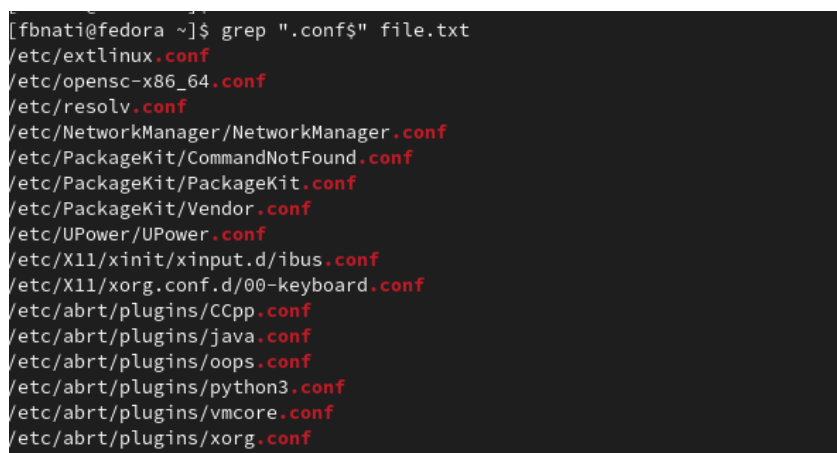 [fbnati@fedora ~]$ grep ".conf$" file.txt
/etc/extlinux.conf
/etc/opensc-x86_64.conf
/etc/resolv.conf
/etc/NetworkManager/NetworkManager.conf
/etc/PackageKit/CommandNotFound.conf
/etc/PackageKit/PackageKit.conf
/etc/PackageKit/Vendor.conf
/etc/UPower/UPower.conf
/etc/X11/xinit/xinput.d/ibus.conf
/etc/X11/xorg.conf.d/00-keyboard.conf
/etc/abrt/plugins/CCpp.conf
/etc/abrt/plugins/java.conf
/etc/abrt/plugins/oops.conf
/etc/abrt/plugins/python3.conf
/etc/abrt/plugins/vmcore.conf
/etc/abrt/plugins/xorg.conf